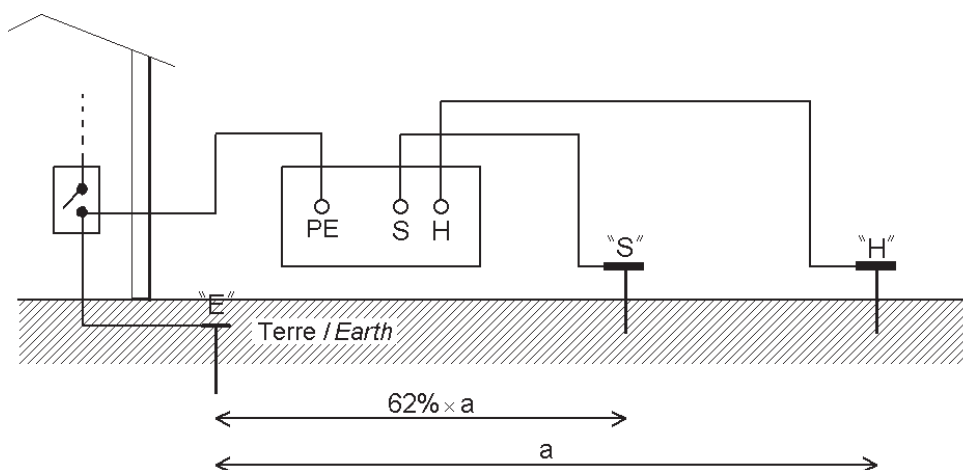 PE S H
"S"
"H"
"E"
Terre / Earth
62% × a
a